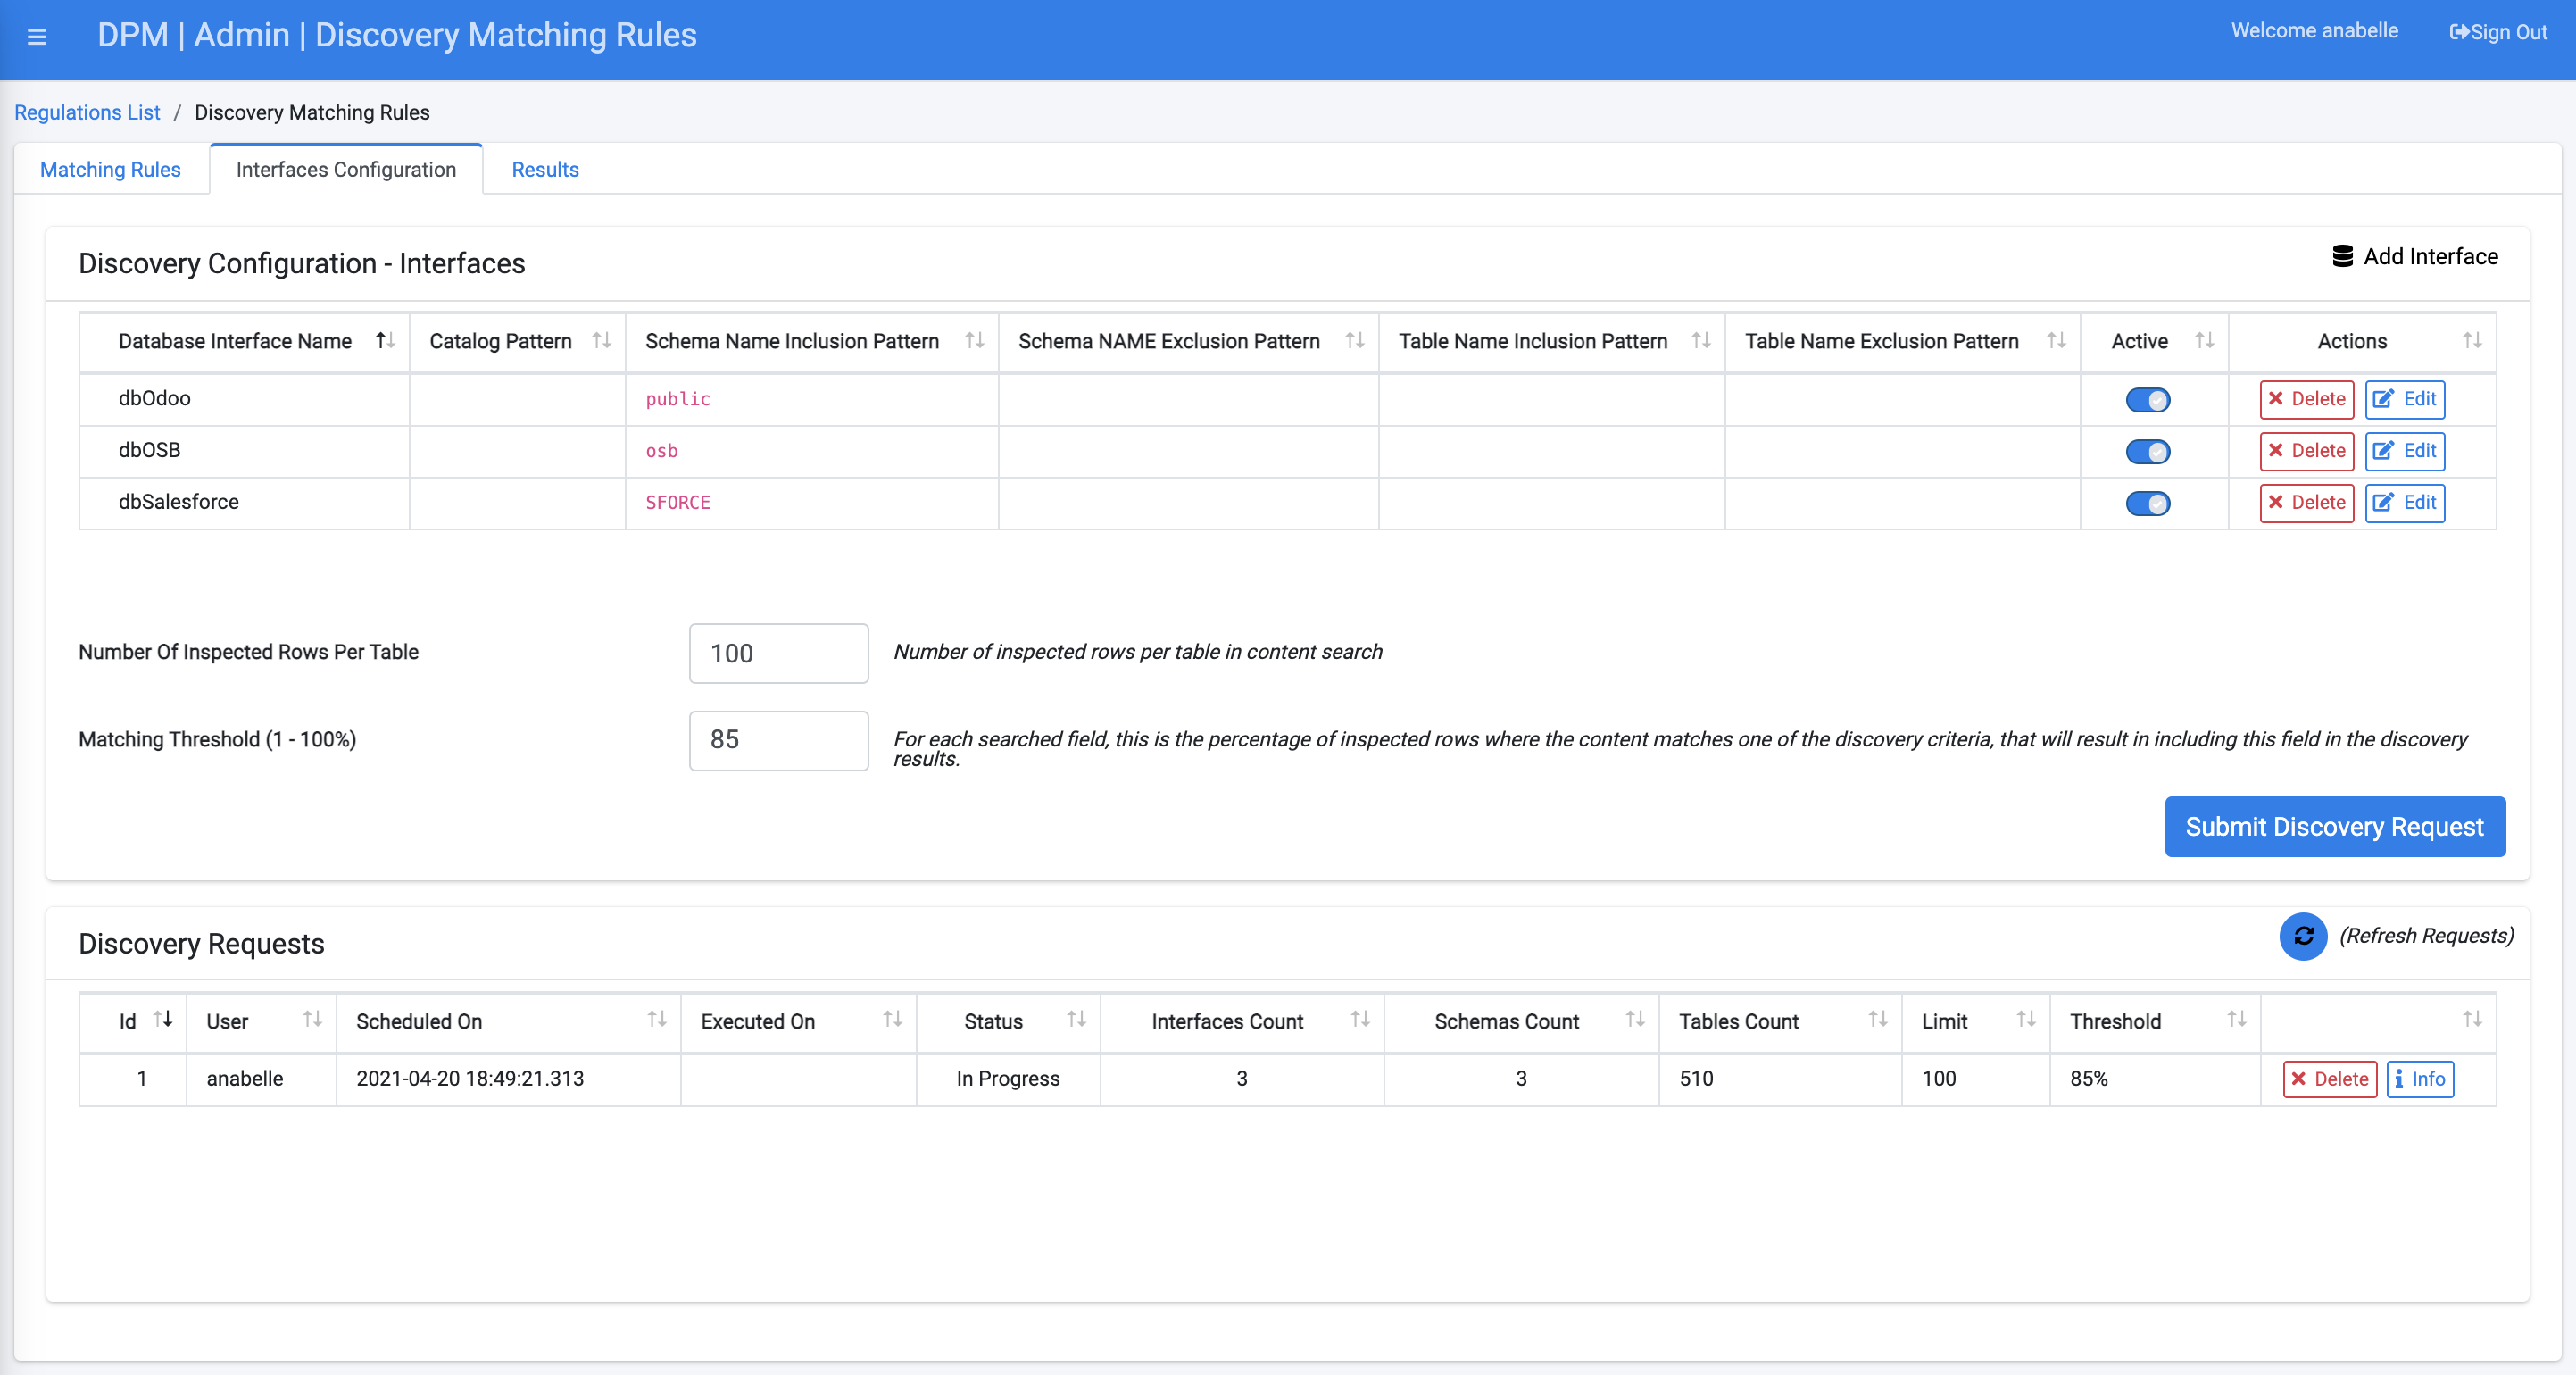 DPM | Admin | Discovery Matching Rules
Welcome anabelle
Sign Out
Regulations List / Discovery Matching Rules
Matching Rules
Interfaces Configuration
Results
Discovery Configuration - Interfaces
Add Interface
Database Interface Name Catalog Pattern Schema Name Inclusion Pattern Schema NAME Exclusion Pattern Table Name Inclusion Pattern Table Name Exclusion Pattern Active Actions
dbOdoo public Delete Edit
dbOSB osb Delete Edit
dbSalesforce SFORCE Delete Edit
Number Of Inspected Rows Per Table 100 Number of inspected rows per table in content search
Matching Threshold (1 - 100%) 85 For each searched field, this is the percentage of inspected rows where the content matches one of the discovery criteria, that will result in including this field in the discovery
results.
Submit Discovery Request
Discovery Requests
(Refresh Requests)
Id User Scheduled On Executed On Status Interfaces Count Schemas Count Tables Count Limit Threshold
1 anabelle 2021-04-20 18:49:21.313 In Progress 3 3 510 100 85% Delete Info